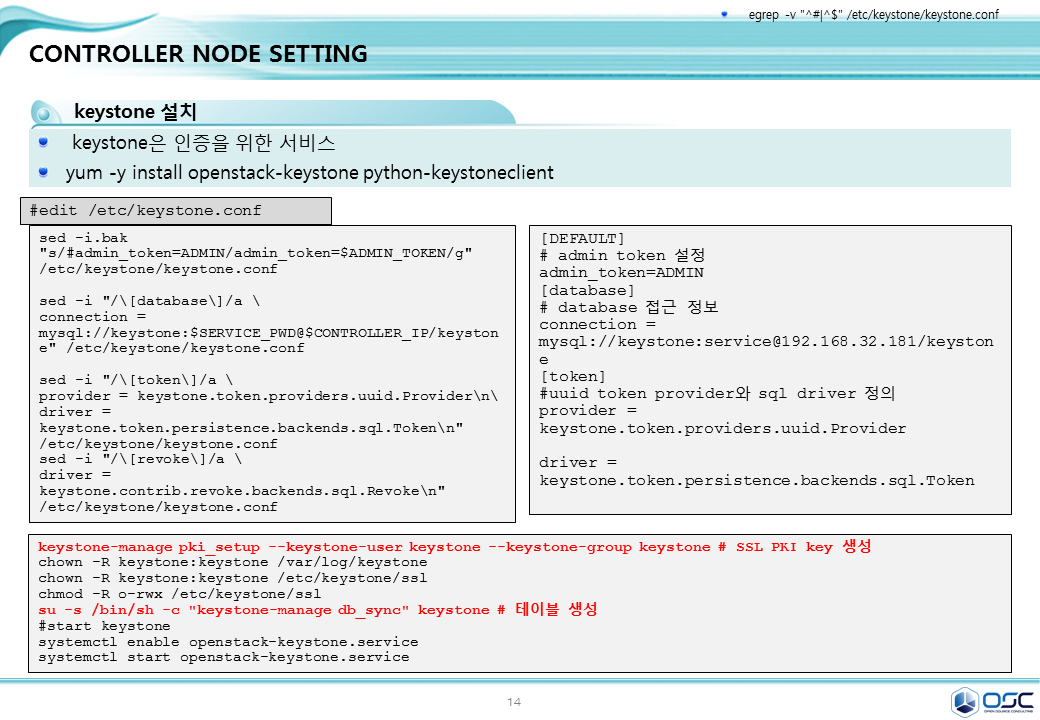 egrep -v "^#|^$" /etc/keystone/keystone.conf
CONTROLLER NODE SETTING
keystone 설치
keystone은 인증을 위한 서비스
yum -y install openstack-keystone python-keystoneclient
#edit /etc/keystone.conf
sed -i.bak
"s/#admin_token=ADMIN/admin_token=$ADMIN_TOKEN/g"
/etc/keystone/keystone.conf
sed -i "/\[database\]/a \
connection =
mysql://keystone:$SERVICE_PWD@$CONTROLLER_IP/keyston
e" /etc/keystone/keystone.conf
sed -i "/\[token\]/a \
provider = keystone.token.providers.uuid.Provider\n\
driver =
keystone.token.persistence.backends.sql.Token\n"
/etc/keystone/keystone.conf
sed -i "/\[revoke\]/a \
driver =
keystone.contrib.revoke.backends.sql.Revoke\n"
/etc/keystone/keystone.conf
[DEFAULT]
# admin token 설정
admin_token=ADMIN
[database]
# database 접근 정보
connection =
mysql://keystone:service@192.168.32.181/keyston
e
[token]
#uuid token provider와 sql driver 정의
provider =
keystone.token.providers.uuid.Provider
driver =
keystone.token.persistence.backends.sql.Token
keystone-manage pki_setup --keystone-user keystone --keystone-group keystone # SSL PKI key 생성
chown -R keystone:keystone /var/log/keystone
chown -R keystone:keystone /etc/keystone/ssl
chmod -R o-rwx /etc/keystone/ssl
su -s /bin/sh -c "keystone-manage db_sync" keystone # 테이블 생성
#start keystone
systemctl enable openstack-keystone.service
systemctl start openstack-keystone.service
14
OSC
OPEN SOURCE CONSULTING